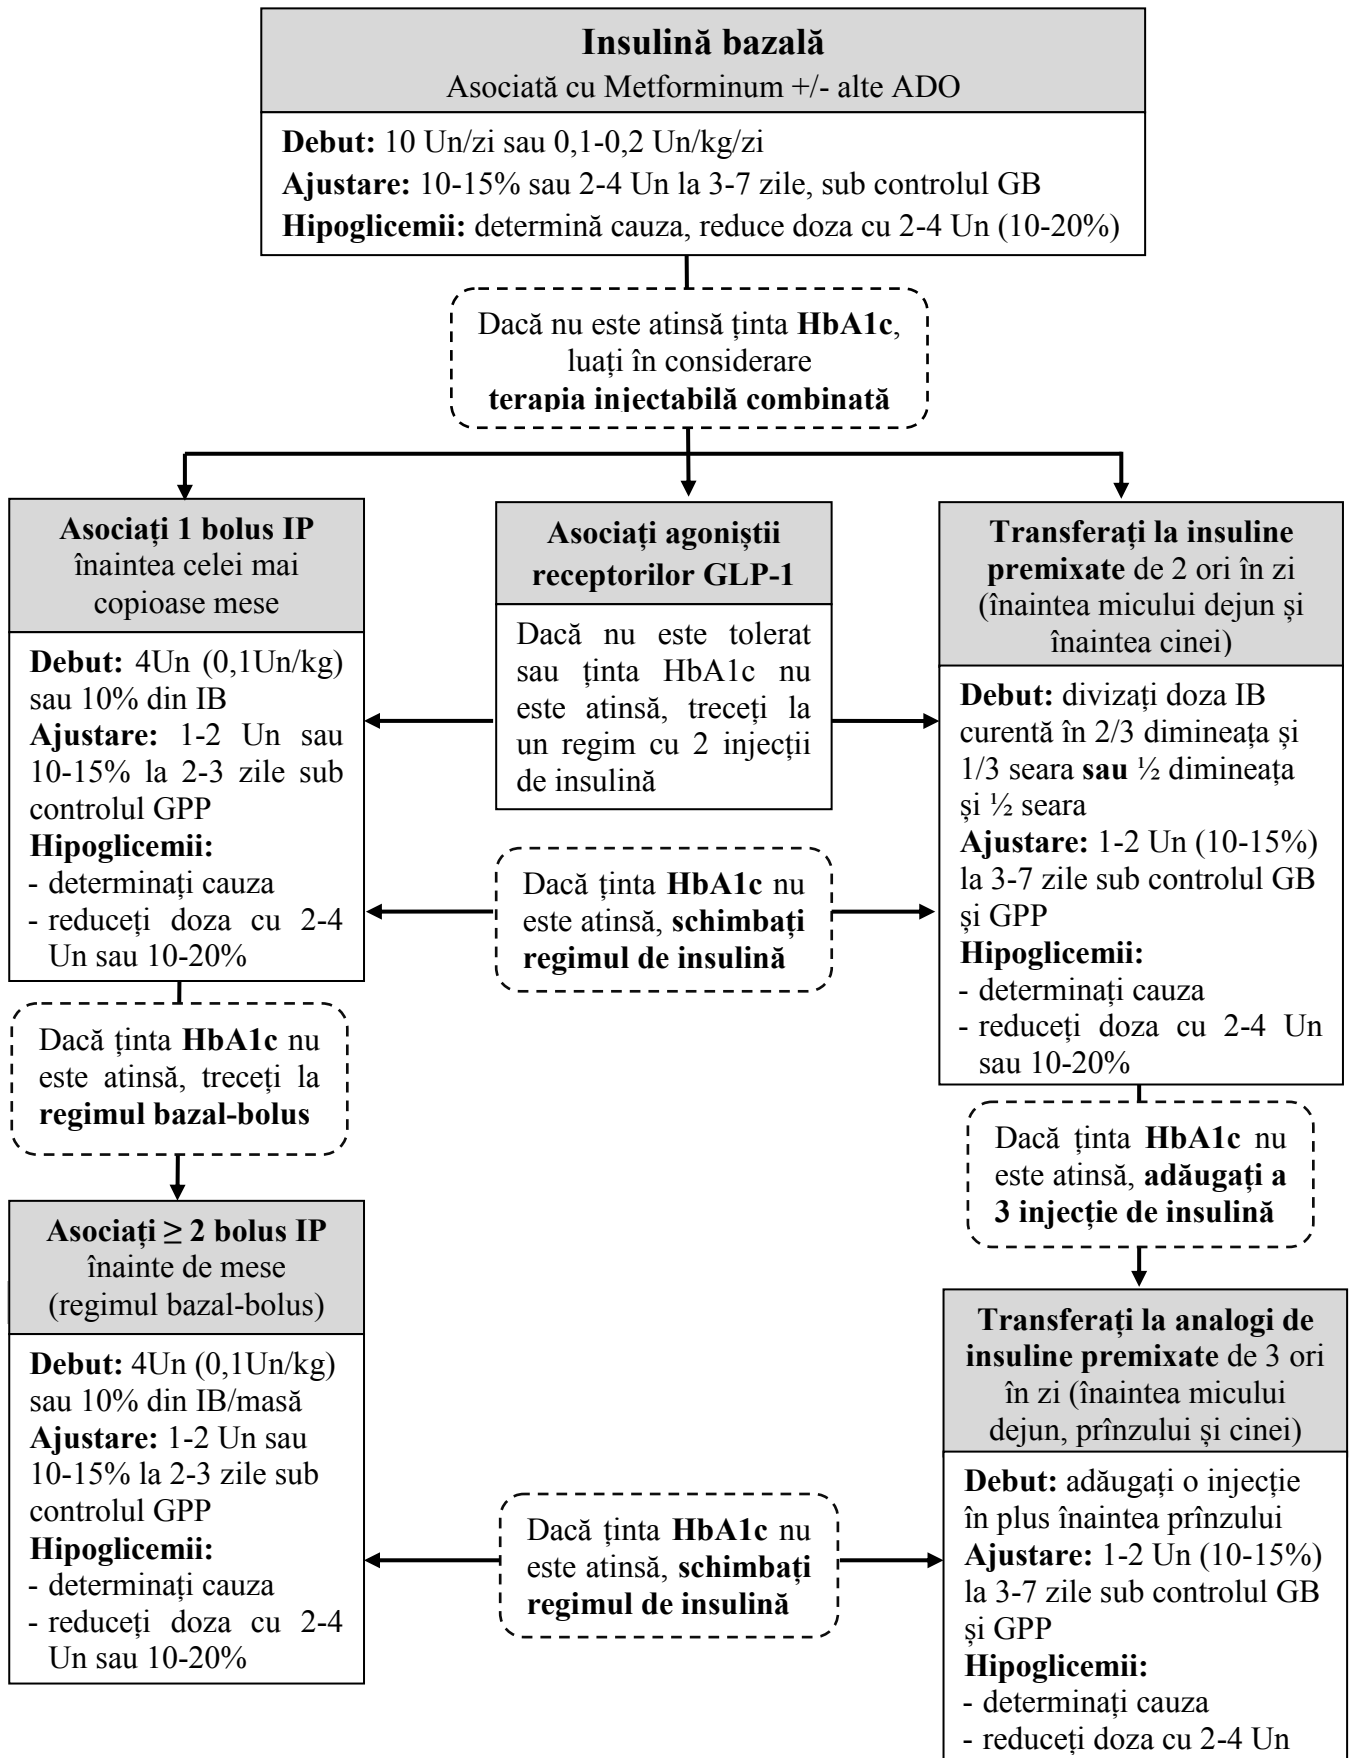 Insulină bazală
Asociată cu Metforminum +/- alte ADO
Debut: 10 Un/zi sau 0,1-0,2 Un/kg/zi
Ajustare: 10-15% sau 2-4 Un la 3-7 zile, sub controlul GB
Hipoglicemii: determină cauza, reduce doza cu 2-4 Un (10-20%)
Dacă nu este atinsă ținta HbA1c,
luați în considerare
terapia injectabilă combinată
Asociați 1 bolus IP
înaintea celei mai
copioase mese
Debut: 4Un (0,1Un/kg)
sau 10% din IB
Ajustare: 1-2 Un sau
10-15% la 2-3 zile sub
controlul GPP
Hipoglicemii:
- determinați cauza
- reduceți doza cu 2-4
Un sau 10-20%
Asociați agoniștii
receptorilor GLP-1
Dacă nu este tolerat
sau ținta HbA1c nu
este atinsă, treceți la
un regim cu 2 injecții
de insulină
Transferați la insuline
premixate de 2 ori în zi
(înaintea micului dejun și
înaintea cinei)
Debut: divizați doza IB
curentă în 2/3 dimineața și
1/3 seara sau ½ dimineața
și ½ seara
Ajustare: 1-2 Un (10-15%)
la 3-7 zile sub controlul GB
și GPP
Hipoglicemii:
- determinați cauza
- reduceți doza cu 2-4 Un
sau 10-20%
Dacă ținta HbA1c nu
este atinsă, schimbați
regimul de insulină
Dacă ținta HbA1c nu
este atinsă, treceți la
regimul bazal-bolus
Dacă ținta HbA1c nu
este atinsă, adăugați a
3 injecție de insulină
Asociați ≥ 2 bolus IP
înainte de mese
(regimul bazal-bolus)
Debut: 4Un (0,1Un/kg)
sau 10% din IB/masă
Ajustare: 1-2 Un sau
10-15% la 2-3 zile sub
controlul GPP
Hipoglicemii:
- determinați cauza
- reduceți doza cu 2-4
Un sau 10-20%
Dacă ținta HbA1c nu
este atinsă, schimbați
regimul de insulină
Transferați la analogi de
insuline premixate de 3 ori
în zi (înaintea micului
dejun, prînzului și cinei)
Debut: adăugați o injecție
în plus înaintea prînzului
Ajustare: 1-2 Un (10-15%)
la 3-7 zile sub controlul GB
și GPP
Hipoglicemii:
- determinați cauza
- reduceți doza cu 2-4 Un